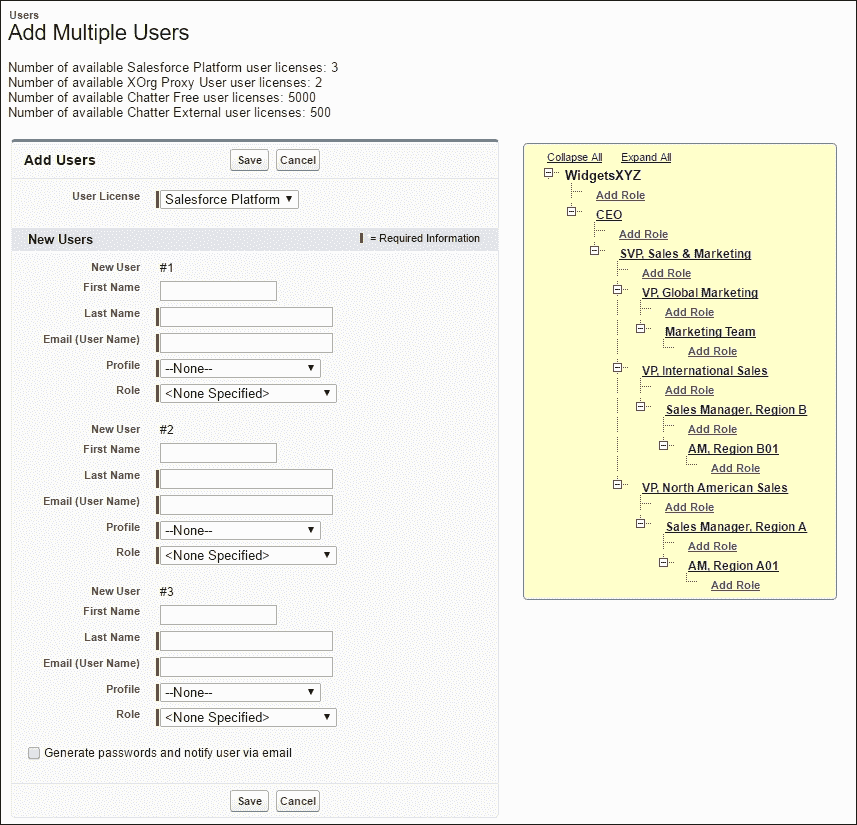 Users
Add Multiple Users
Number of available Salesforce Platform user licenses: 3
Number of available XOrg Proxy User user licenses: 2
Number of available Chatter Free user licenses: 5000
Number of available Chatter External user licenses: 500
Add Users
Save
Cancel
User License
Salesforce Platform
New Users
= Required Information
New User #1
First Name
Last Name
Email (User Name)
Profile --None--
Role <None Specified>
New User #2
First Name
Last Name
Email (User Name)
Profile --None--
Role <None Specified>
New User #3
First Name
Last Name
Email (User Name)
Profile --None--
Role <None Specified>
Generate passwords and notify user via email
Save
Cancel
Collapse All
Expand All
WidgetsXYZ
Add Role
CEO
Add Role
SVP, Sales & Marketing
Add Role
VP, Global Marketing
Add Role
Marketing Team
Add Role
VP, International Sales
Add Role
Sales Manager, Region B
Add Role
AM, Region B01
Add Role
VP, North American Sales
Add Role
Sales Manager, Region A
Add Role
AM, Region A01
Add Role